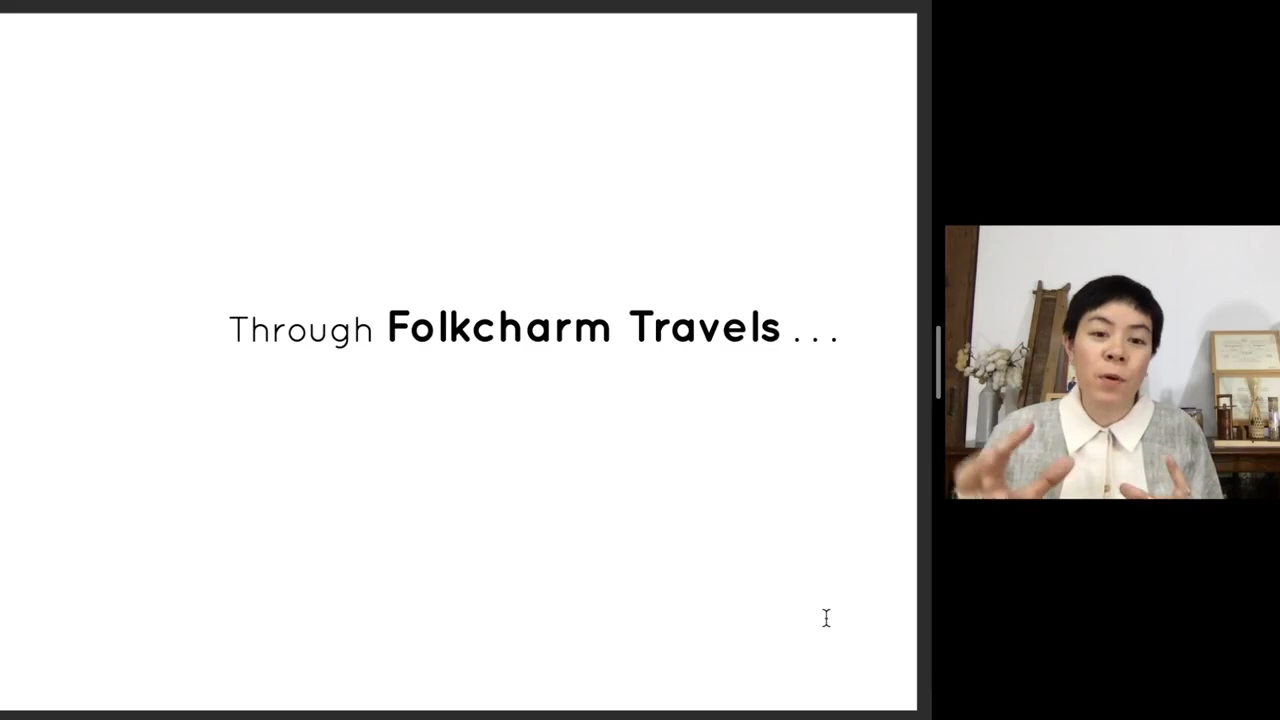 Through Folkcharm Travels . . .